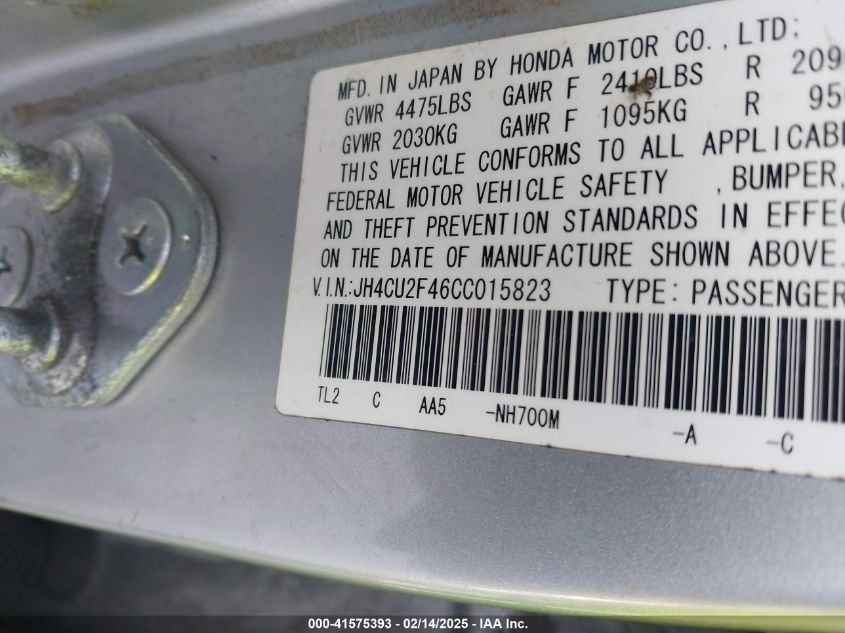 MFD. IN JAPAN BY HONDA MOTOR CO., LTD:
GVWR 4475LBS GAWR F 2410LBS R 209
GVWR 2030KG GAWR F 1095KG R 95
THIS VEHICLE CONFORMS TO ALL APPLICABL
FEDERAL MOTOR VEHICLE SAFETY , BUMPER,
AND THEFT PREVENTION STANDARDS IN EFFEC
ON THE DATE OF MANUFACTURE SHOWN ABOVE.
V.I.N.:JH4CU2F46CC015823 TYPE: PASSENGER
TL2 C AA5 -NH700M -A -C
000-41575393 - 02/14/2025 - IAA Inc.